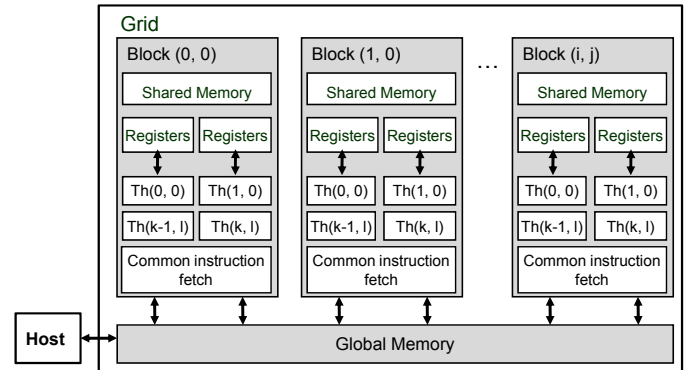 Grid
Block (0, 0)
Shared Memory
Registers
Registers
Th(0, 0)
Th(1, 0)
Th(k-1, l)
Th(k, l)
Common instruction
fetch
Block (1, 0)
Shared Memory
Registers
Registers
Th(0, 0)
Th(1, 0)
Th(k-1, l)
Th(k, l)
Common instruction
fetch
…
Block (i, j)
Shared Memory
Registers
Registers
Th(0, 0)
Th(1, 0)
Th(k-1, l)
Th(k, l)
Common instruction
fetch
Host
Global Memory